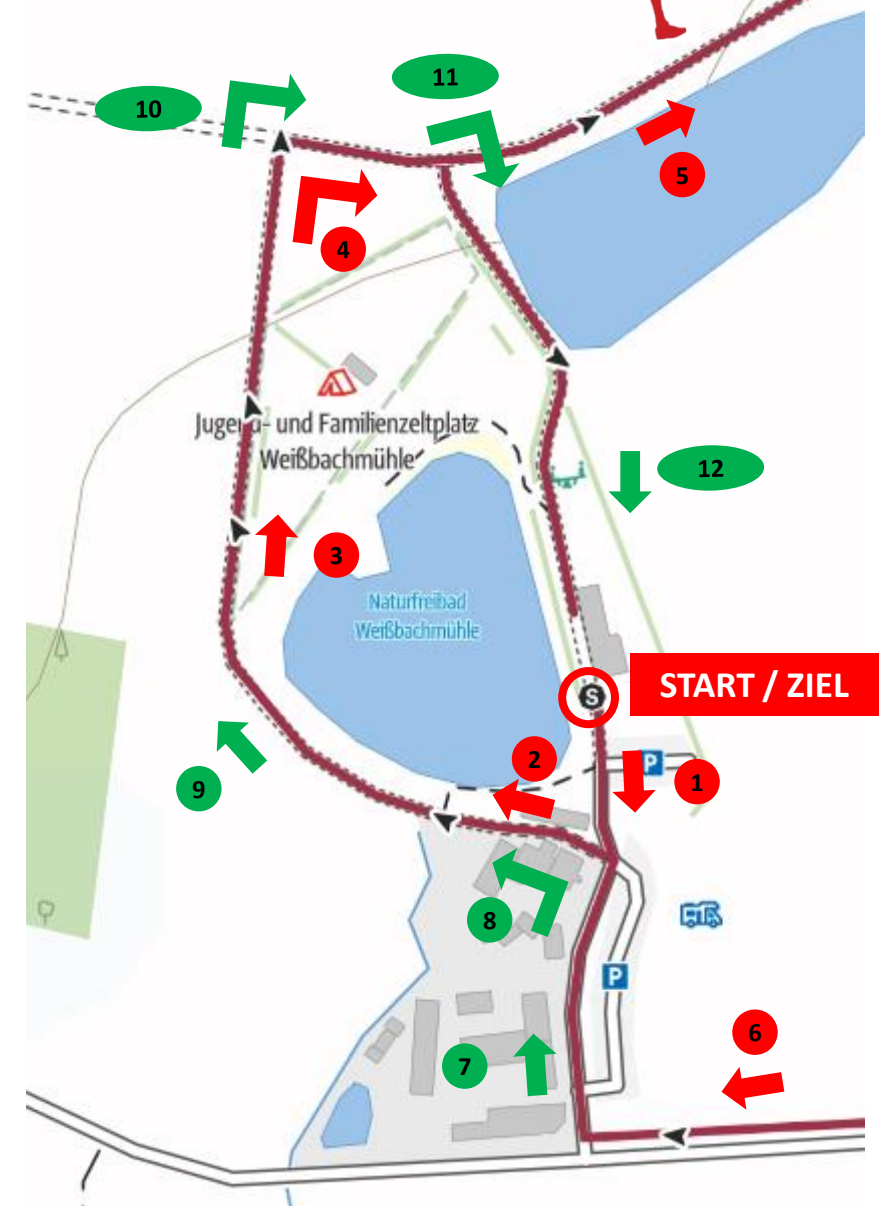 10
11
5
4
Jugend- und Familienzeltplatz
Weißbachmühle
12
3
Naturfreibad
Weißbachmühle
S
START / ZIEL
2
P
1
9
8
P
6
7